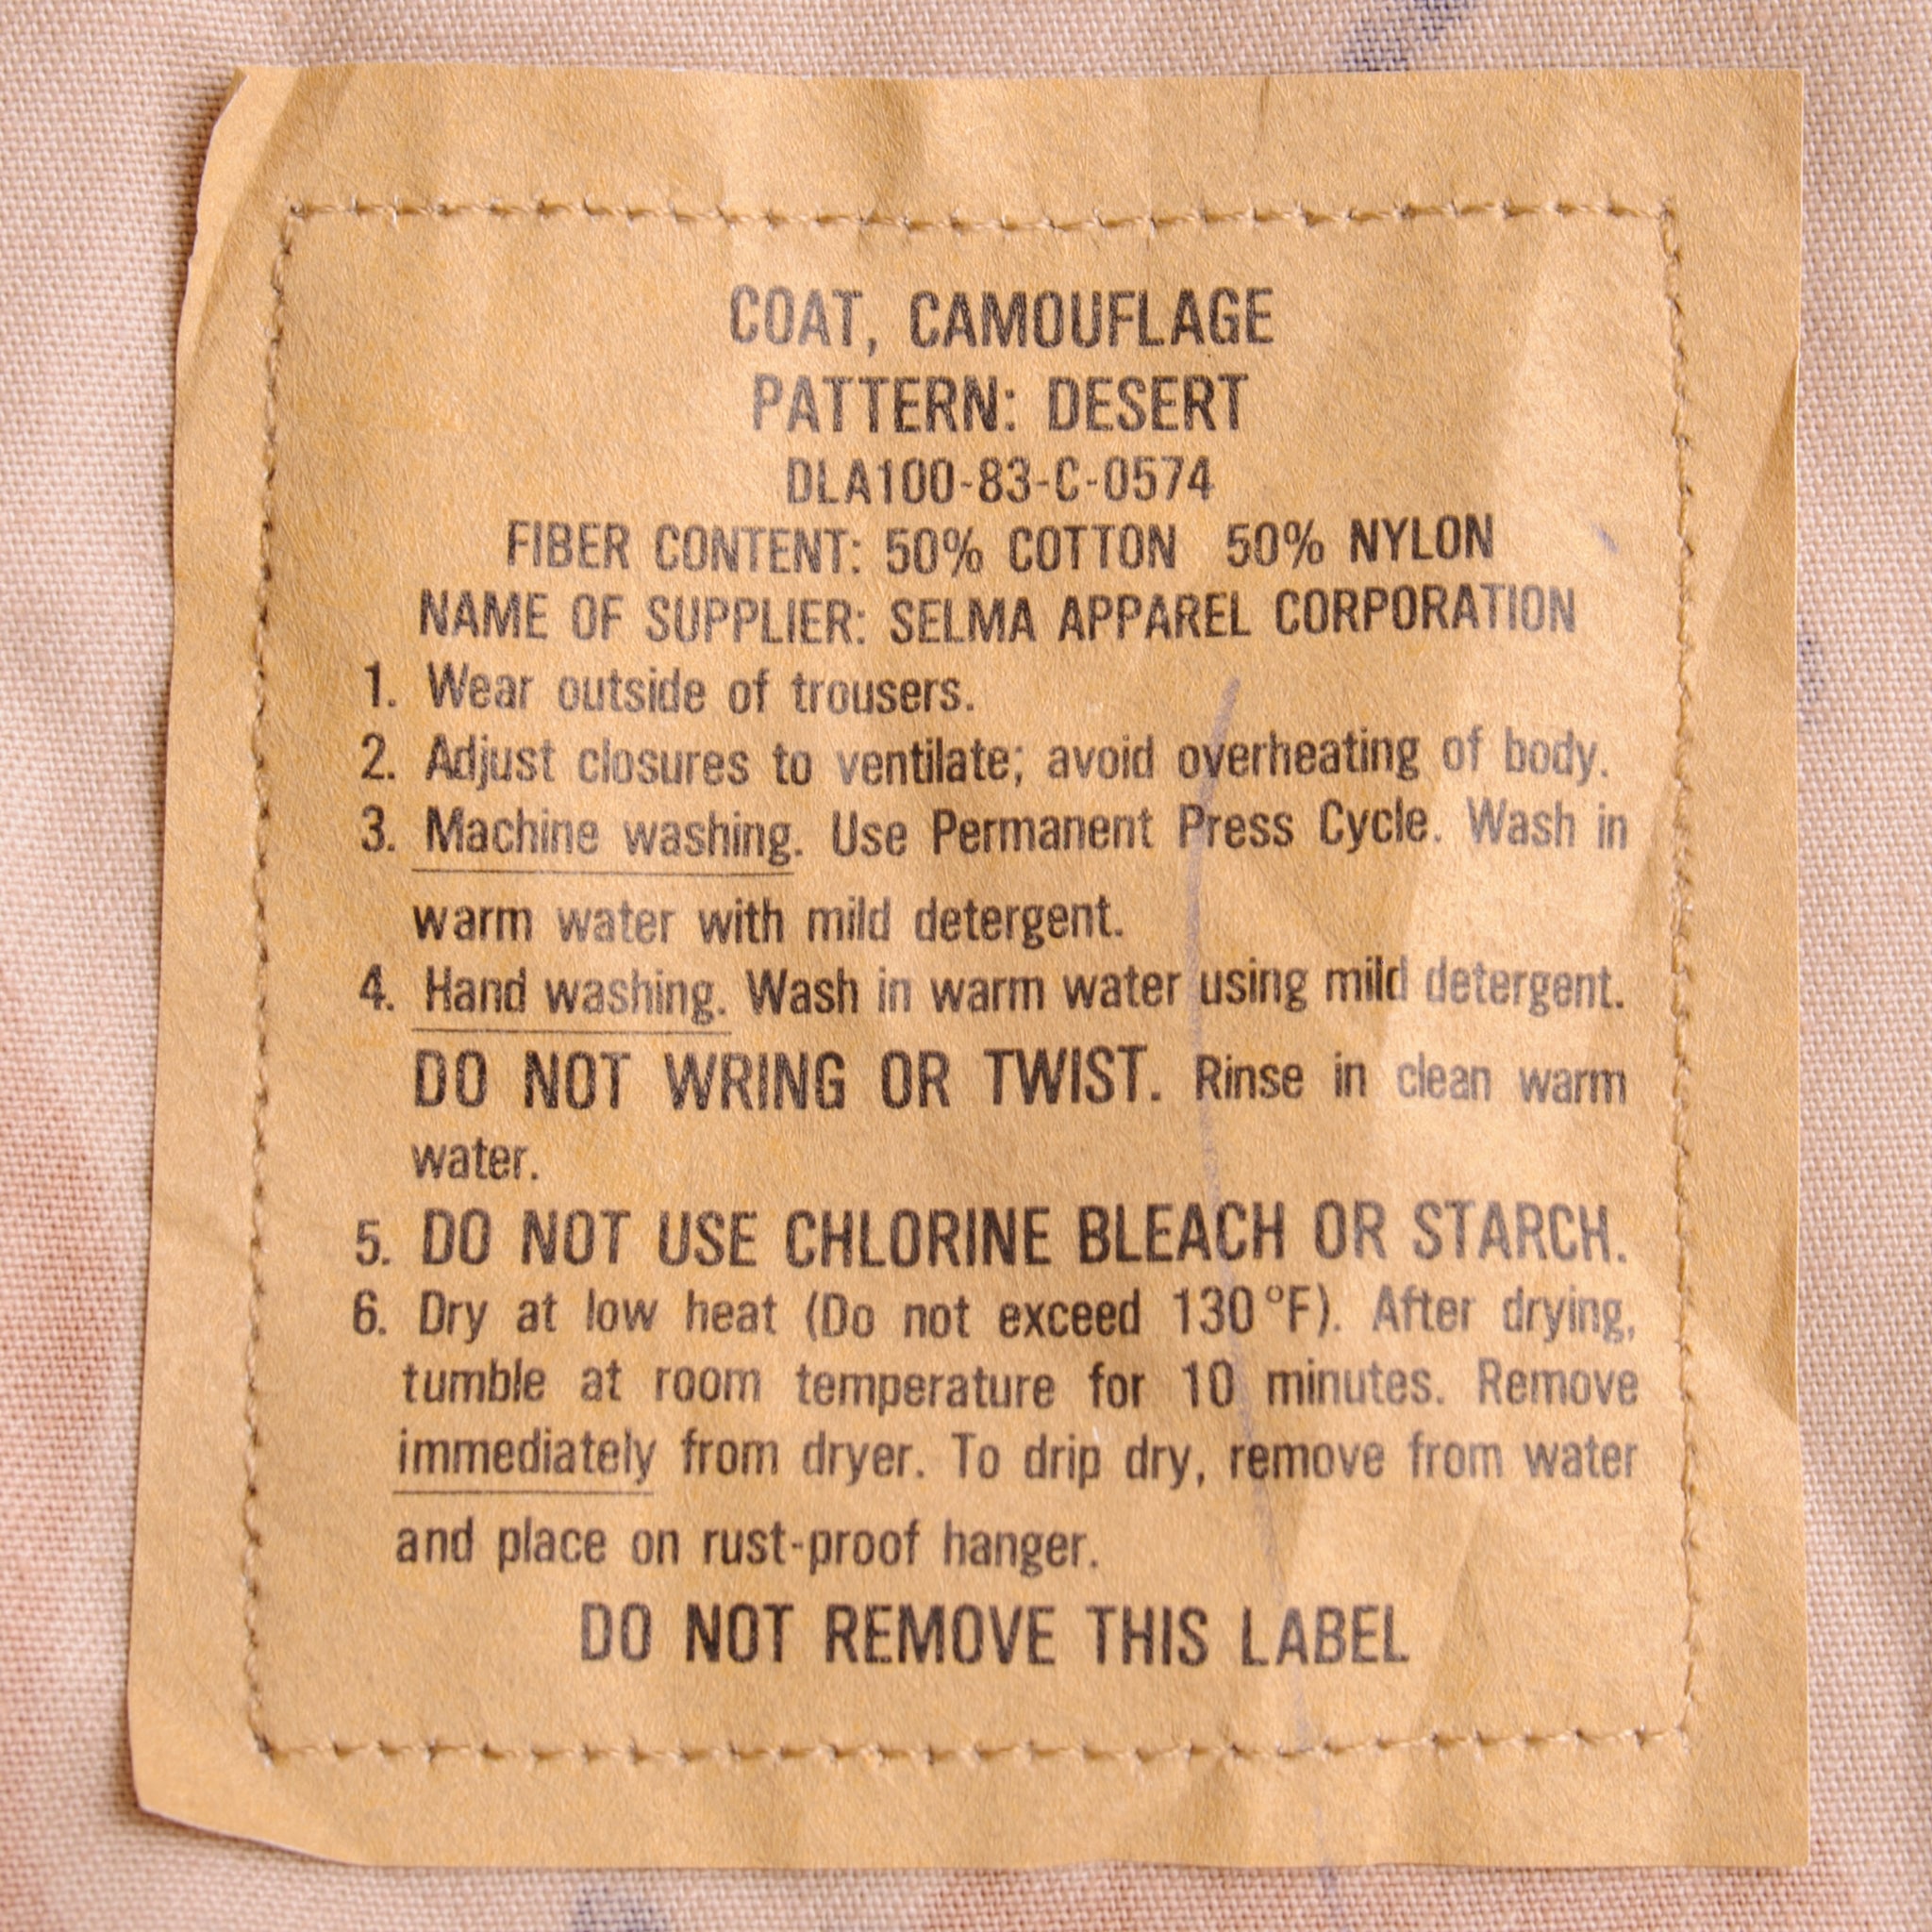 COAT, CAMOUFLAGE
PATTERN: DESERT
DLA100-83-C-0574
FIBER CONTENT: 50% COTTON 50% NYLON
NAME OF SUPPLIER: SELMA APPAREL CORPORATION
1. Wear outside of trousers.
2. Adjust closures to ventilate; avoid overheating of body.
3. Machine washing. Use Permanent Press Cycle. Wash in
warm water with mild detergent.
4. Hand washing. Wash in warm water using mild detergent.
DO NOT WRING OR TWIST. Rinse in clean warm
water.
5. DO NOT USE CHLORINE BLEACH OR STARCH.
6. Dry at low heat (Do not exceed 130°F). After drying,
tumble at room temperature for 10 minutes. Remove
immediately from dryer. To drip dry, remove from water
and place on rust-proof hanger.
DO NOT REMOVE THIS LABEL